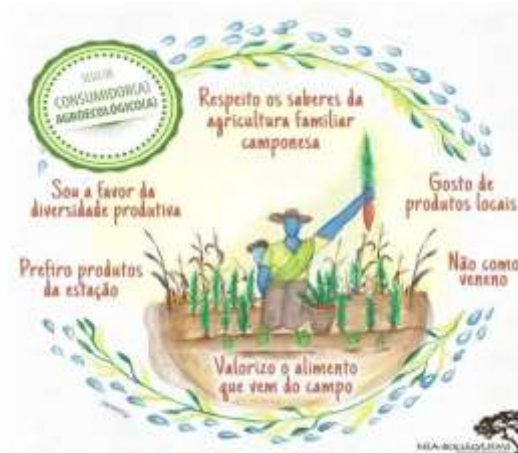 SELO DE
CONSUMIDOR(A)
AGROECOLÓGICO(A)
Respeito os saberes da
agricultura familiar
camponesa
Sou a favor da
diversidade produtiva
Gosto de
produtos locais
Prefiro produtos
da estação
Não como
veneno
Valorizo o alimento
que vem do campo